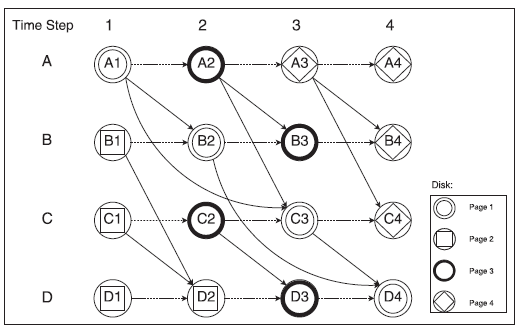 Time Step 1 2 3 4
A A1 A2 A3 A4
B B1 B2 B3 B4
C C1 C2 C3 C4
D D1 D2 D3 D4
Disk:
Page 1
Page 2
Page 3
Page 4